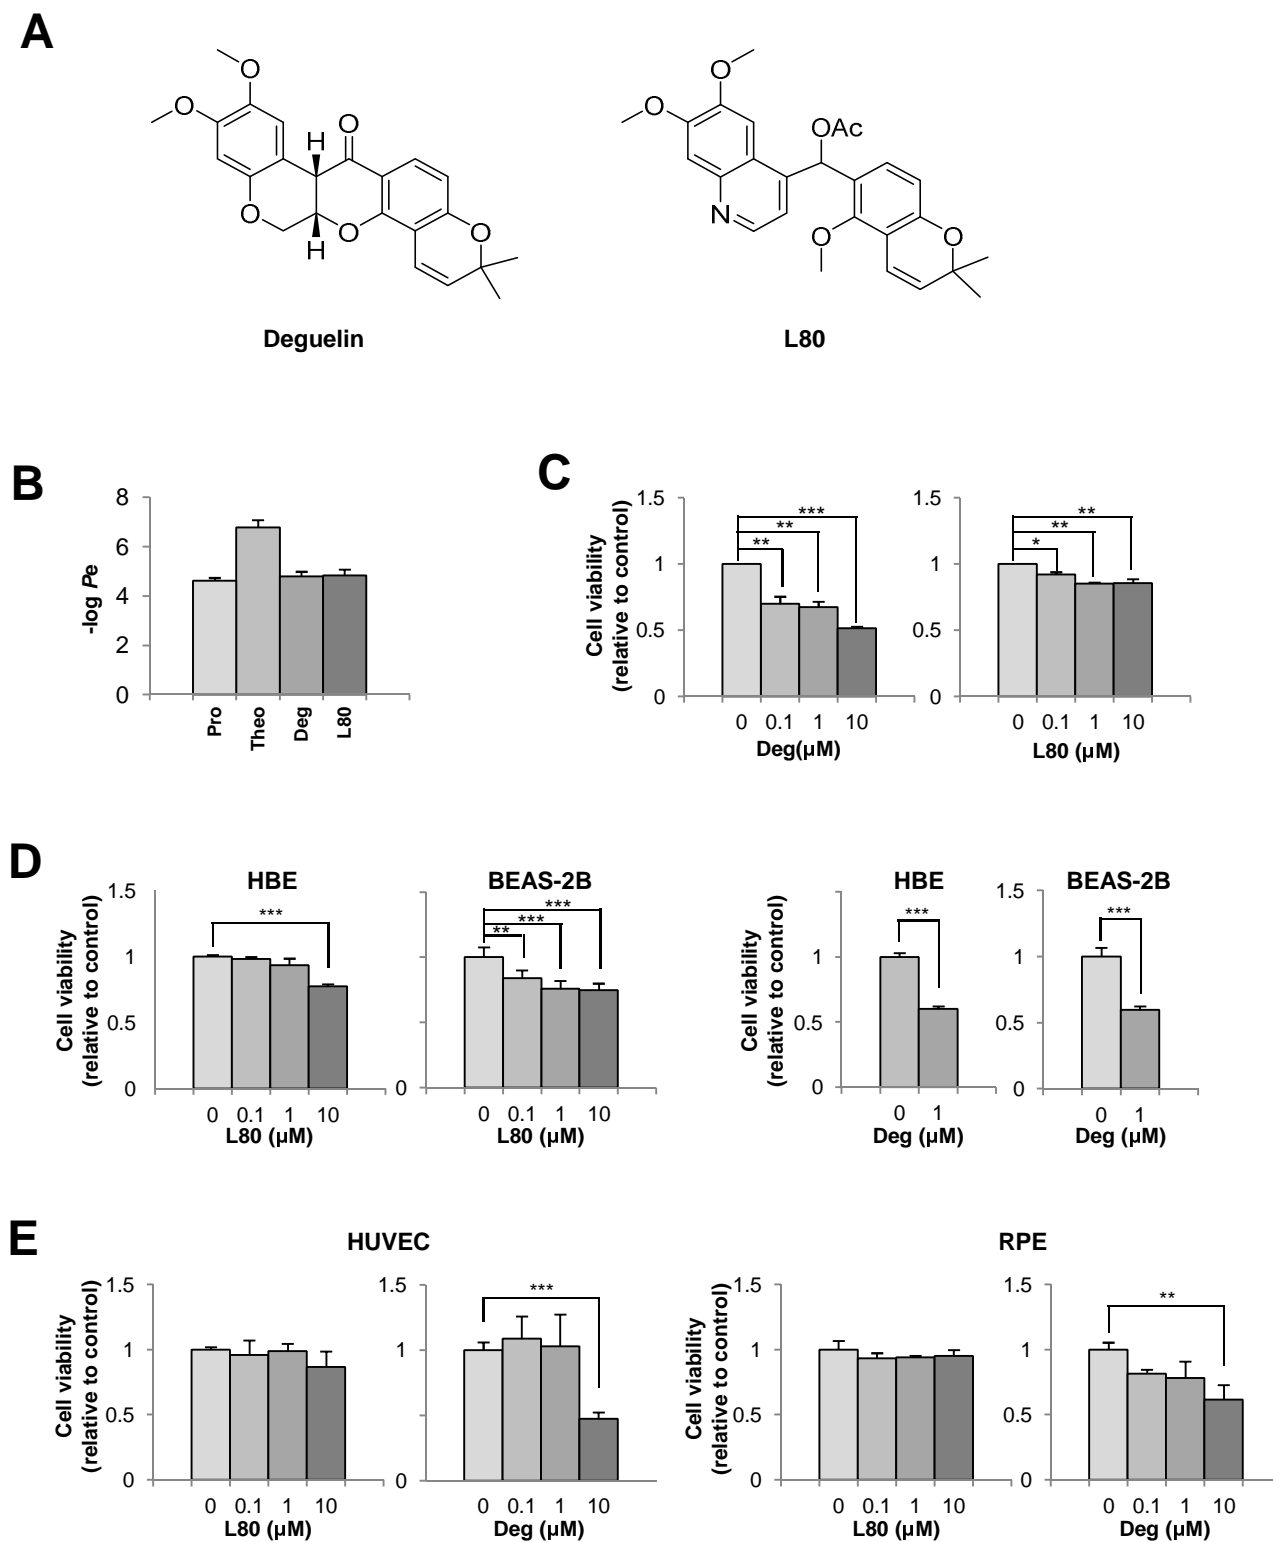 A
O
O
O
H
O
O
H
O
Deguelin
O
O
OAc
N
O
O
L80
B
8
6
4
2
0
-log Pe
Pro
Theo
Deg
L80
C
1.5
1
0.5
0
Cell viability
(relative to control)
***
**
**
0 0.1 1 10
Deg(µM)
1.5
1
0.5
0
**
**
*
0 0.1 1 10
L80 (µM)
D
HBE
1.5
1
0.5
0
Cell viability
(relative to control)
***
0 0.1 1 10
L80 (µM)
BEAS-2B
0
***
***
**
0 0.1 1 10
L80 (µM)
HBE
Cell viability
(relative to control)
1
0.5
0
***
0 1
Deg (µM)
BEAS-2B
1.5
1
0.5
0
***
0 1
Deg (µM)
E
HUVEC
1.5
1
0.5
0
Cell viability
(relative to control)
0 0.1 1 10
L80 (µM)
1.5
1
0
***
0 0.1 1 10
Deg (µM)
RPE
1.5
1
0.5
0
Cell viability
(relative to control)
0 0.1 1 10
L80 (µM)
1.5
1
0.5
0
**
0 0.1 1 10
Deg (µM)